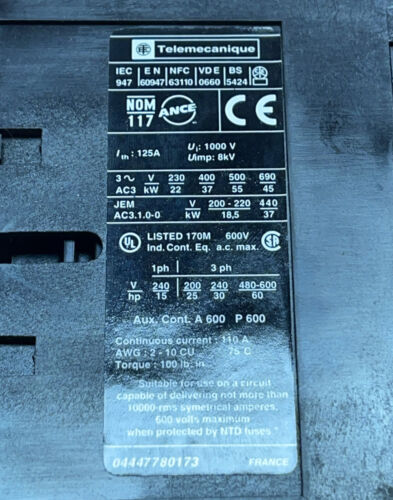 Telemecanique
IEC EN NFC VDE BS
947 60947 63110 0660 5424
NOM
117 ANCE CE
Ith : 125A Ui : 1000 V
Uimp: 8kV
3~ V 230 400 500 690
AC3 kW 22 37 55 45
JEM V 200 - 220 440
AC3.1.0-0 kW 18,5 37
UL LISTED 170M 600V SA
Ind. Cont. Eq. a.c. max.
1ph 3 ph
V 240 200 240 480-600
hp 15 25 30 60
Aux. Cont. A 600 P 600
Continuous current : 110 A
AWG : 2 - 10 CU 75°C
Torque : 100 lb. in
Suitable for use on a circuit
capable of delivering not more than
10000 rms symetrical amperes,
600 volts maximum
when protected by NTD fuses "
04447780173 FRANCE